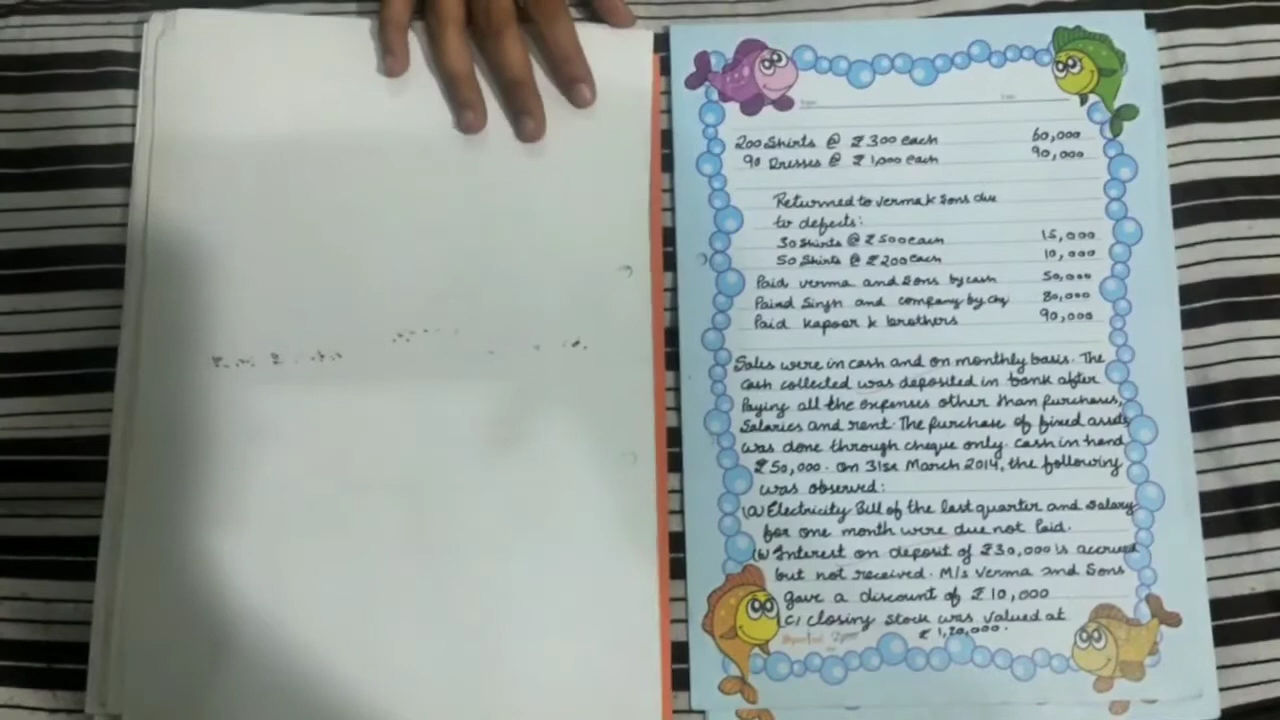 200 Shirts @ ₹ 300 each 60,000
90 Dresses @ ₹ 1,000 each 90,000
Returned to verma & Sons due
to defects:
30 Shirts @ ₹ 500 each 15,000
50 Shirts @ ₹ 200 each 10,000
Paid verma and Sons by cash 50,000
Paind Singh and company by chq 80,000
Paid Kapoor & brothers 90,000
Sales were in cash and on monthly basis. The
cash collected was deposited in bank after
Paying all the expenses other than Purchases,
Salaries and rent. The Purchase of fixed assets
was done through cheque only. Cash in hand
₹ 50,000. on 31st March 2014, the following
was observed:
(a) Electricity Bill of the last quarter and Salary
for one month were due not Paid.
(b) Interest on deposit of ₹ 30,000 is accrued
but not received. M/s Verma and Sons
gave a discount of ₹ 10,000
(c) closing Stock was valued at
₹ 1,20,000.